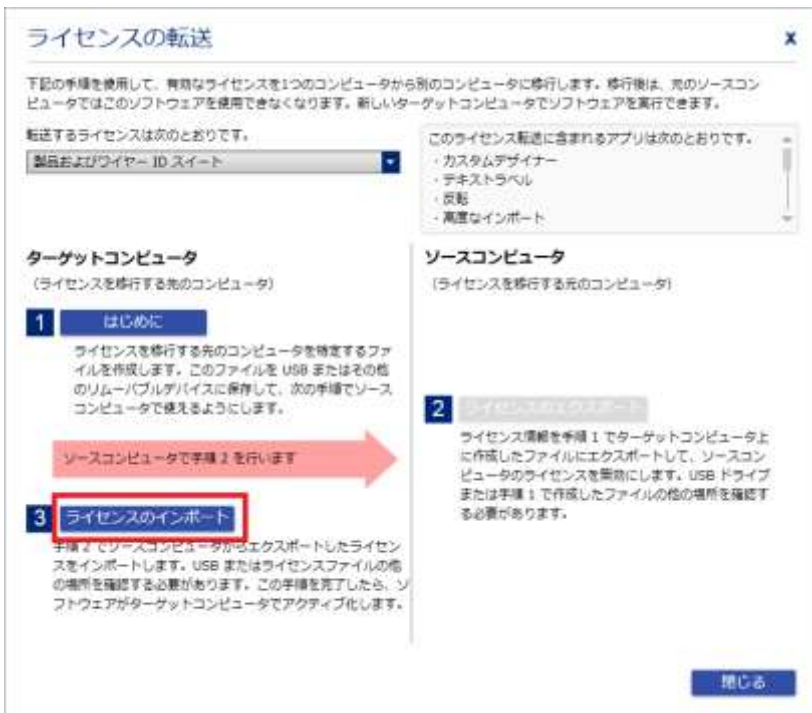 ライセンスの転送
x
下記の手順を使用して、有効なライセンスを1つのコンピュータから別のコンピュータに移行します。移行後は、元のソースコン
ピュータではこのソフトウェアを使用できなくなります。新しいターゲットコンピュータでソフトウェアを実行できます。
転送するライセンスは次のとおりです。
製品およびワイヤー ID スイート
このライセンス転送に含まれるアプリは次のとおりです。
・カスタムデザイナー
・テキストラベル
・反転
・高度なインポート
ターゲットコンピュータ
（ライセンスを移行する先のコンピュータ）
1 はじめに
ライセンスを移行する先のコンピュータを特定するファ
イルを作成します。このファイルを USB またはその他
のリムーバブルデバイスに保存して、次の手順でソース
コンピュータで使えるようにします。
ソースコンピュータで手順 2 を行います
3 ライセンスのインポート
手順 2 でソースコンピュータからエクスポートしたライセン
スをインポートします。USB またはライセンスファイルの他
の場所を確認する必要があります。この手順を完了したら、ソ
フトウェアがターゲットコンピュータでアクティブ化します。
ソースコンピュータ
（ライセンスを移行する元のコンピュータ）
2 ライセンスのエクスポート
ライセンス情報を手順 1 でターゲットコンピュータ上
に作成したファイルにエクスポートして、ソースコン
ピュータのライセンスを無効にします。USB ドライブ
または手順 1 で作成したファイルの他の場所を確認す
る必要があります。
閉じる